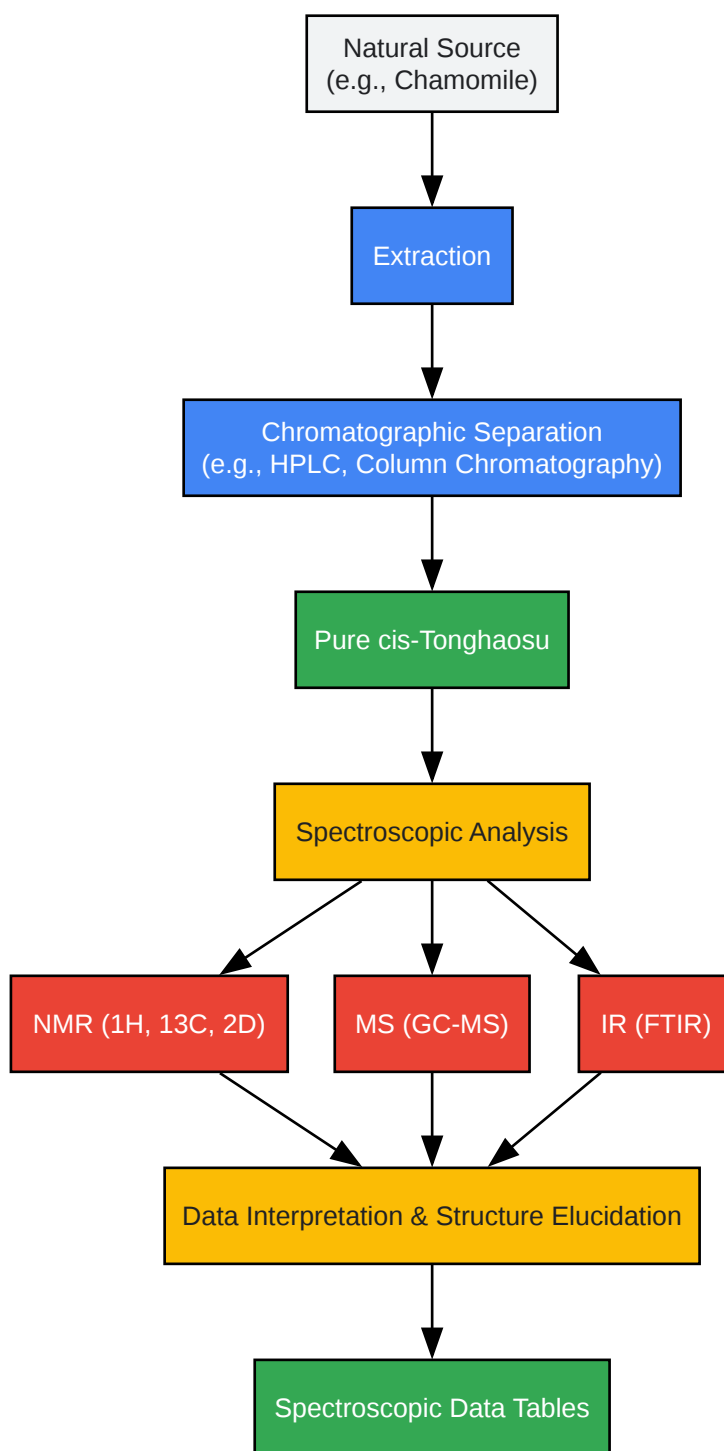 Natural Source
(e.g., Chamomile)
Extraction
Chromatographic Separation
(e.g., HPLC, Column Chromatography)
Pure cis-Tonghaosu
Spectroscopic Analysis
NMR (1H, 13C, 2D)
MS (GC-MS)
IR (FTIR)
Data Interpretation & Structure Elucidation
Spectroscopic Data Tables